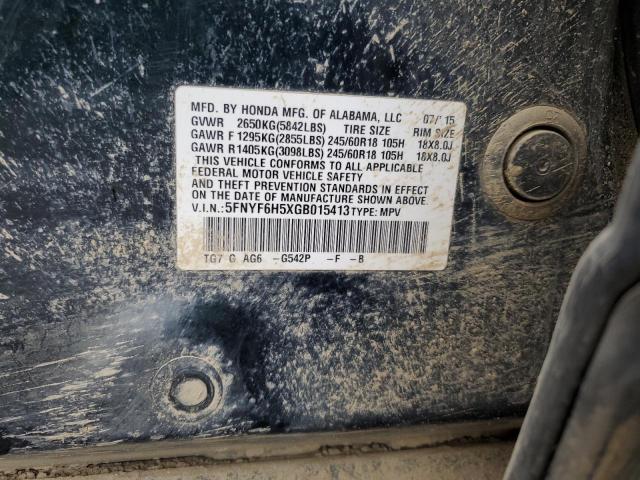 MFD. BY HONDA MFG. OF ALABAMA, LLC 07/'15
GVWR 2650KG(5842LBS) TIRE SIZE RIM SIZE
GAWR F 1295KG(2855LBS) 245/60R18 105H 18X8.0J
GAWR R1405KG(3098LBS) 245/60R18 105H 18X8.0J
THIS VEHICLE CONFORMS TO ALL APPLICABLE
FEDERAL MOTOR VEHICLE SAFETY
AND THEFT PREVENTION STANDARDS IN EFFECT
ON THE DATE OF MANUFACTURE SHOWN ABOVE.
V.I.N.: 5FNYF6H5XGB015413 TYPE: MPV
TG7 G AG6 -G542P -F -B